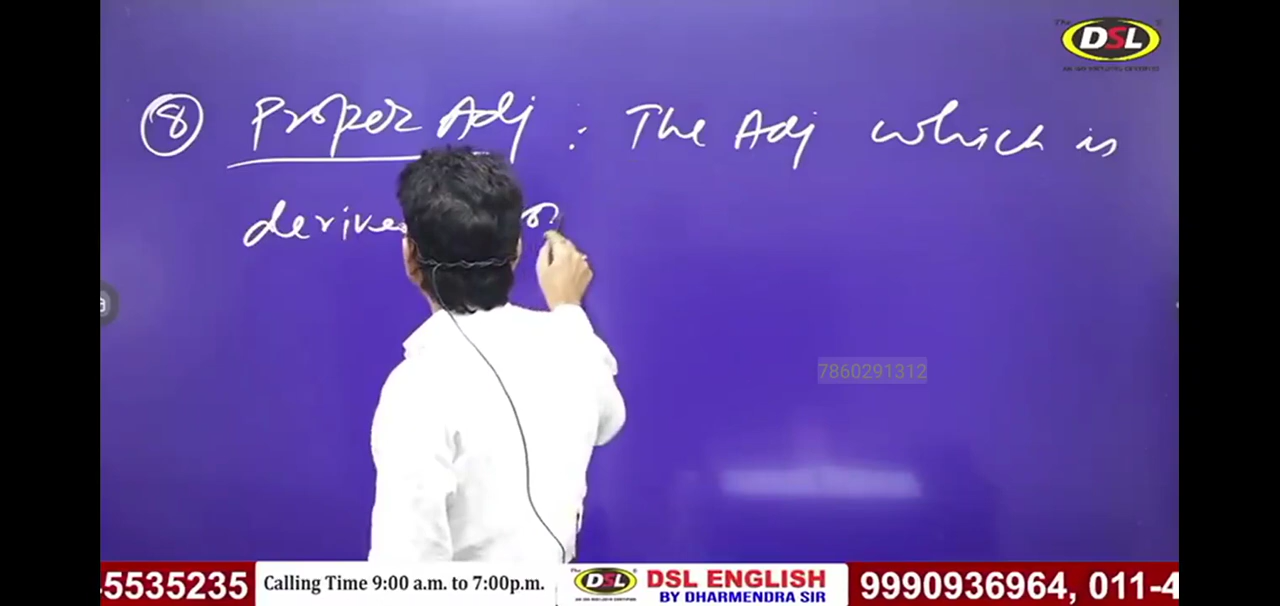 DSL
⑧ Proper Adj : The Adj which is
7860291312
-5535235 Calling Time 9:00 a.m. to 7:00p.m. DSL DSL ENGLISH BY DHARMENDRA SIR 9990936964, 011-4